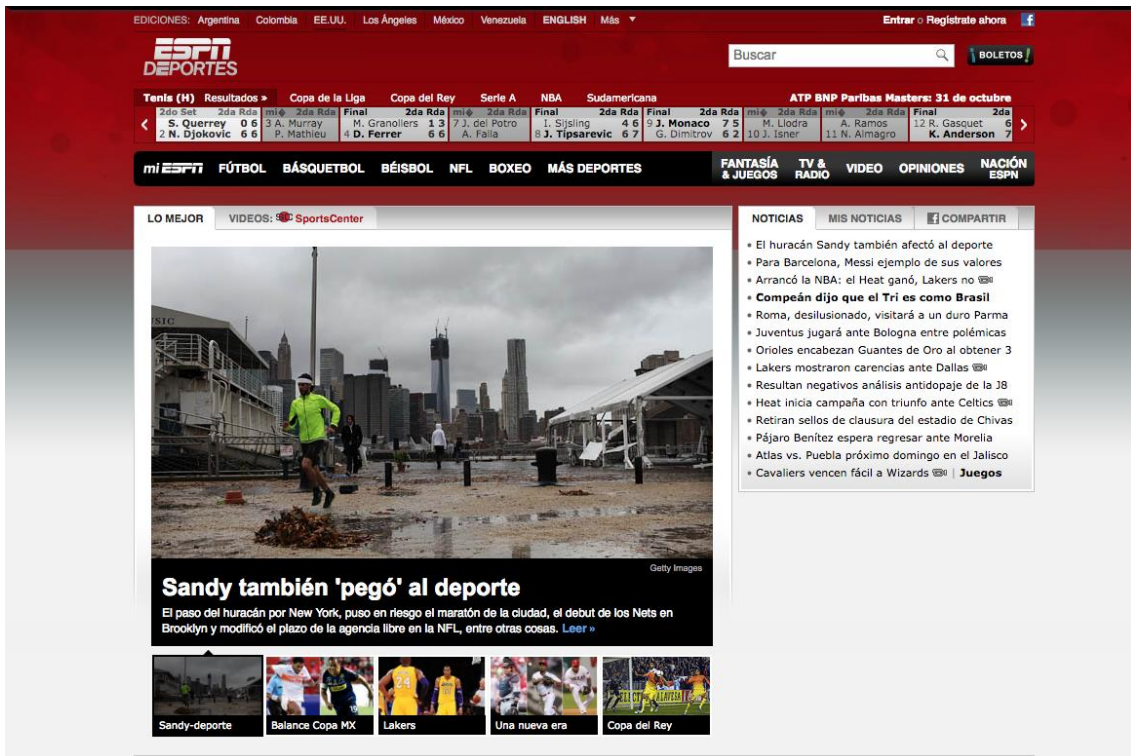 EDICIONES: Argentina Colombia EE.UU. Los Ángeles México Venezuela ENGLISH Más ▼ Entrar o Regístrate ahora
ESPN
DEPORTES
Buscar
BOLETOS!
Tenis (H) Resultados » Copa de la Liga Copa del Rey Serie A NBA Sudamericana ATP BNP Paribas Masters: 31 de octubre
2do Set 2da Rda
S. Querrey 0 6
2 N. Djokovic 6 6
mi 2da Rda
3 A. Murray
P. Mathieu
Final 2da Rda
M. Granollers 1 3
4 D. Ferrer 6 6
mi 2da Rda
7 J. del Potro
A. Falla
Final 2da Rda
I. Sijsling 4 6
8 J. Tipsarevic 6 7
Final 2da Rda
9 J. Monaco 7 5
G. Dimitrov 6 2
mi 2da Rda
M. Llodra
10 J. Isner
mi 2da Rda
A. Ramos
11 N. Almagro
Final 2da
12 R. Gasquet 6
K. Anderson 7
mi ESPN FÚTBOL BÁSQUETBOL BÉISBOL NFL BOXEO MÁS DEPORTES
FANTASÍA & JUEGOS TV & RADIO VIDEO OPINIONES NACIÓN ESPN
LO MEJOR VIDEOS: SportsCenter
SIC
Getty Images
Sandy también 'pegó' al deporte
El paso del huracán por New York, puso en riesgo el maratón de la ciudad, el debut de los Nets en
Brooklyn y modificó el plazo de la agencia libre en la NFL, entre otras cosas. Leer »
Sandy-deporte
Balance Copa MX
Lakers
Una nueva era
Copa del Rey
NOTICIAS MIS NOTICIAS COMPARTIR
• El huracán Sandy también afectó al deporte
• Para Barcelona, Messi ejemplo de sus valores
• Arrancó la NBA: el Heat ganó, Lakers no
• Compeán dijo que el Tri es como Brasil
• Roma, desilusionado, visitará a un duro Parma
• Juventus jugará ante Bologna entre polémicas
• Orioles encabezan Guantes de Oro al obtener 3
• Lakers mostraron carencias ante Dallas
• Resultan negativos análisis antidopaje de la J8
• Heat inicia campaña con triunfo ante Celtics
• Retiran sellos de clausura del estadio de Chivas
• Pájaro Benítez espera regresar ante Morelia
• Atlas vs. Puebla próximo domingo en el Jalisco
• Cavaliers vencen fácil a Wizards | Juegos